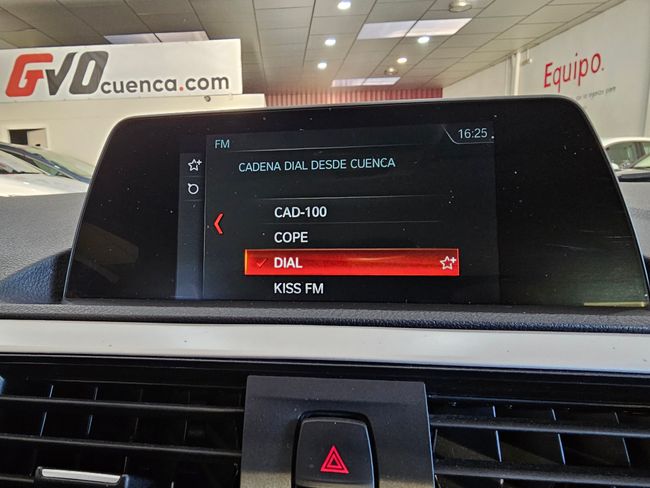 GVOcuenca.com
Equipo.
FM
16:25
CADENA DIAL DESDE CUENCA
CAD-100
COPE
DIAL
KISS FM